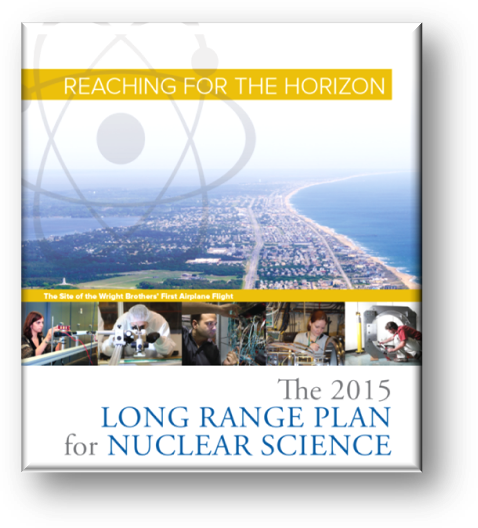 REACHING FOR THE HORIZON
The Site of the Wright Brothers' First Airplane Flight
The 2015
LONG RANGE PLAN
for NUCLEAR SCIENCE